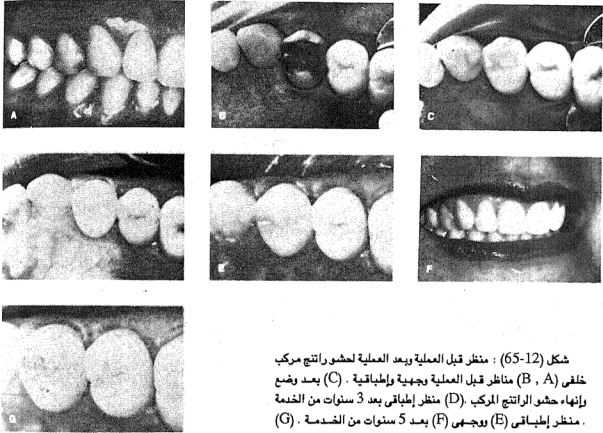 A
B
C
E
F
G
شكل (12-65) : منظر قبل العملية وبعد العملية لحشو راتنج مركب
خلفي (B , A) مناظر قبل العملية وجهية وإطباقية . (C) بعد وضع
وإنهاء حشو الراتنج المركب .(D) منظر إطباقي بعد 3 سنوات من الخدمة
. منظر إطباقي (E) ووجهي (F) بعد 5 سنوات من الخدمة . (G)